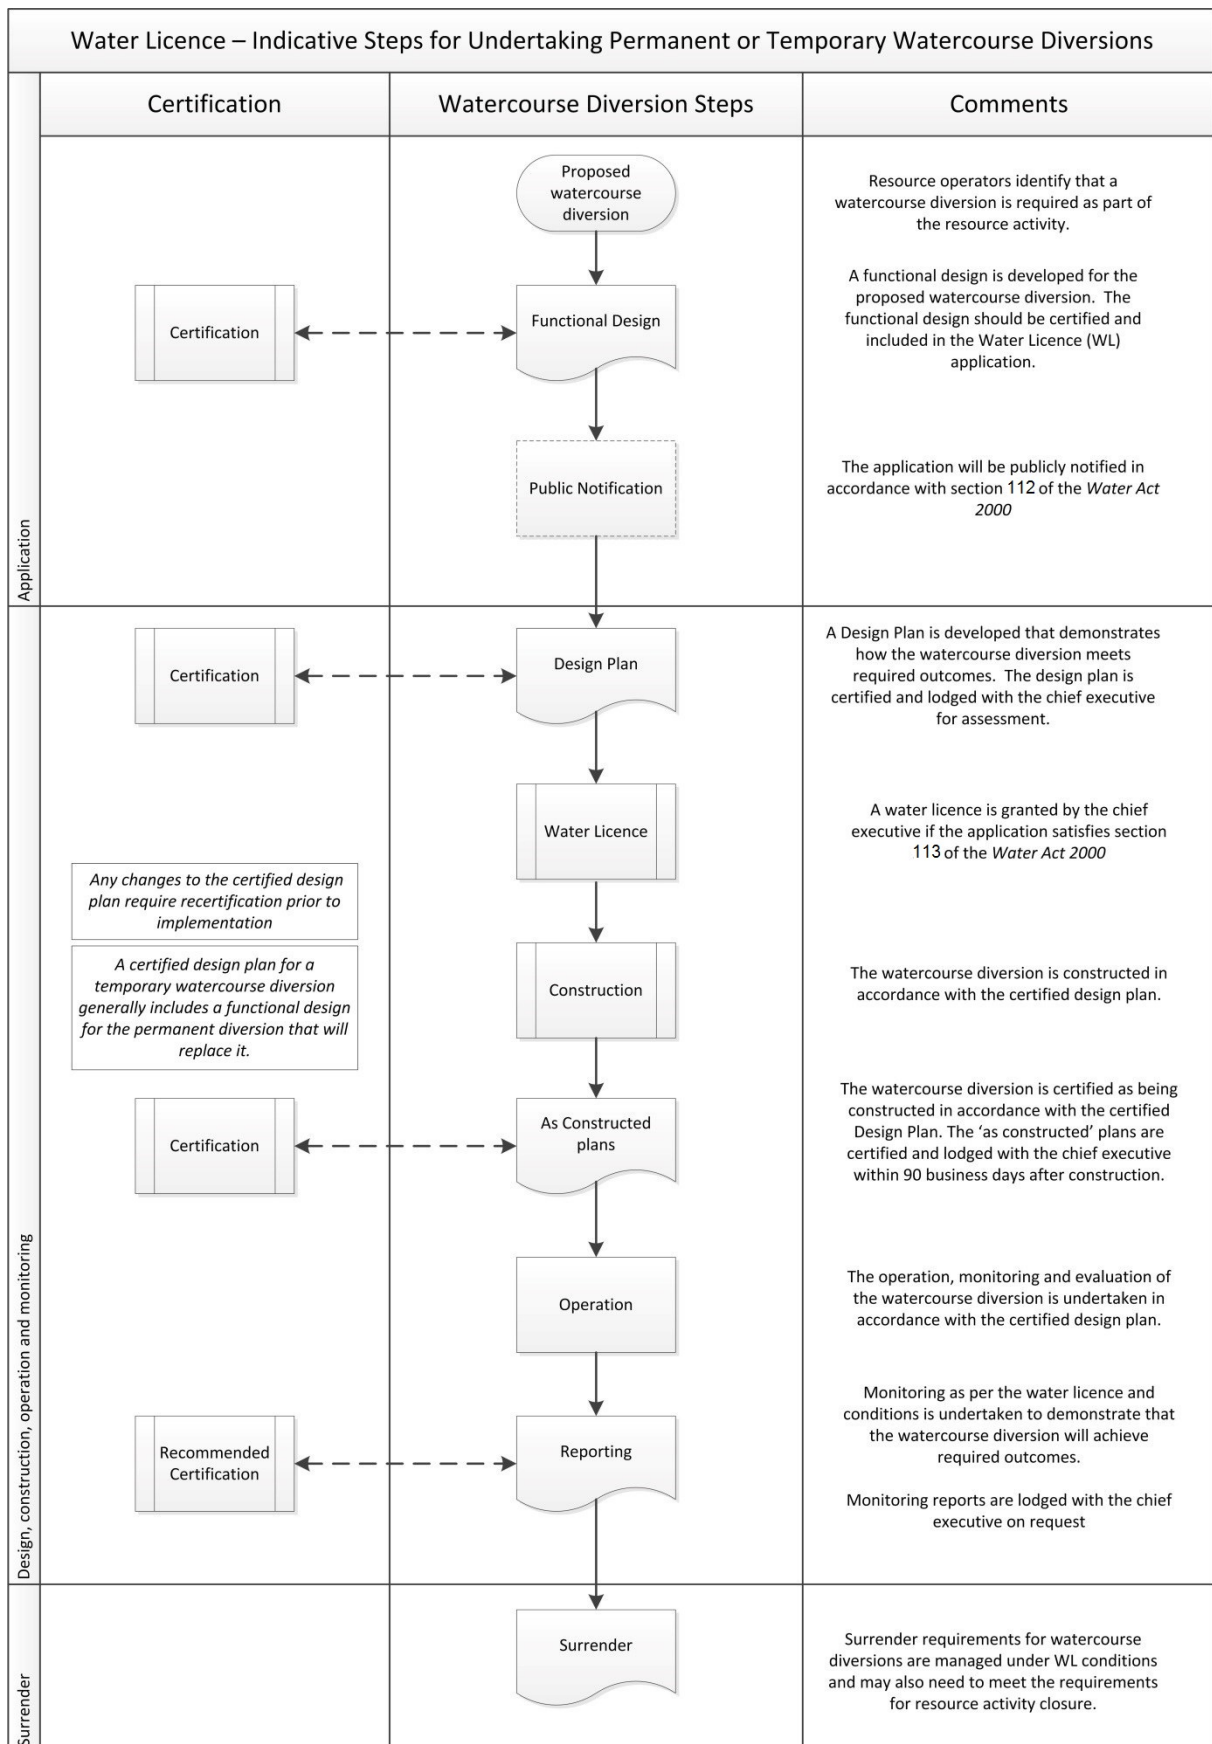 Water Licence – Indicative Steps for Undertaking Permanent or Temporary Watercourse Diversions
Certification
Watercourse Diversion Steps
Comments
Application
Proposed
watercourse
diversion
Resource operators identify that a
watercourse diversion is required as part of
the resource activity.
Certification
Functional Design
A functional design is developed for the
proposed watercourse diversion. The
functional design should be certified and
included in the Water Licence (WL)
application.
Public Notification
The application will be publicly notified in
accordance with section 112 of the Water Act
2000
Design, construction, operation and monitoring
Certification
Design Plan
A Design Plan is developed that demonstrates
how the watercourse diversion meets
required outcomes. The design plan is
certified and lodged with the chief executive
for assessment.
Water Licence
A water licence is granted by the chief
executive if the application satisfies section
113 of the Water Act 2000
Any changes to the certified design
plan require recertification prior to
implementation
A certified design plan for a
temporary watercourse diversion
generally includes a functional design
for the permanent diversion that will
replace it.
Construction
The watercourse diversion is constructed in
accordance with the certified design plan.
Certification
As Constructed
plans
The watercourse diversion is certified as being
constructed in accordance with the certified
Design Plan. The ‘as constructed’ plans are
certified and lodged with the chief executive
within 90 business days after construction.
Operation
The operation, monitoring and evaluation of
the watercourse diversion is undertaken in
accordance with the certified design plan.
Recommended
Certification
Reporting
Monitoring as per the water licence and
conditions is undertaken to demonstrate that
the watercourse diversion will achieve
required outcomes.
Monitoring reports are lodged with the chief
executive on request
Surrender
Surrender
Surrender requirements for watercourse
diversions are managed under WL conditions
and may also need to meet the requirements
for resource activity closure.